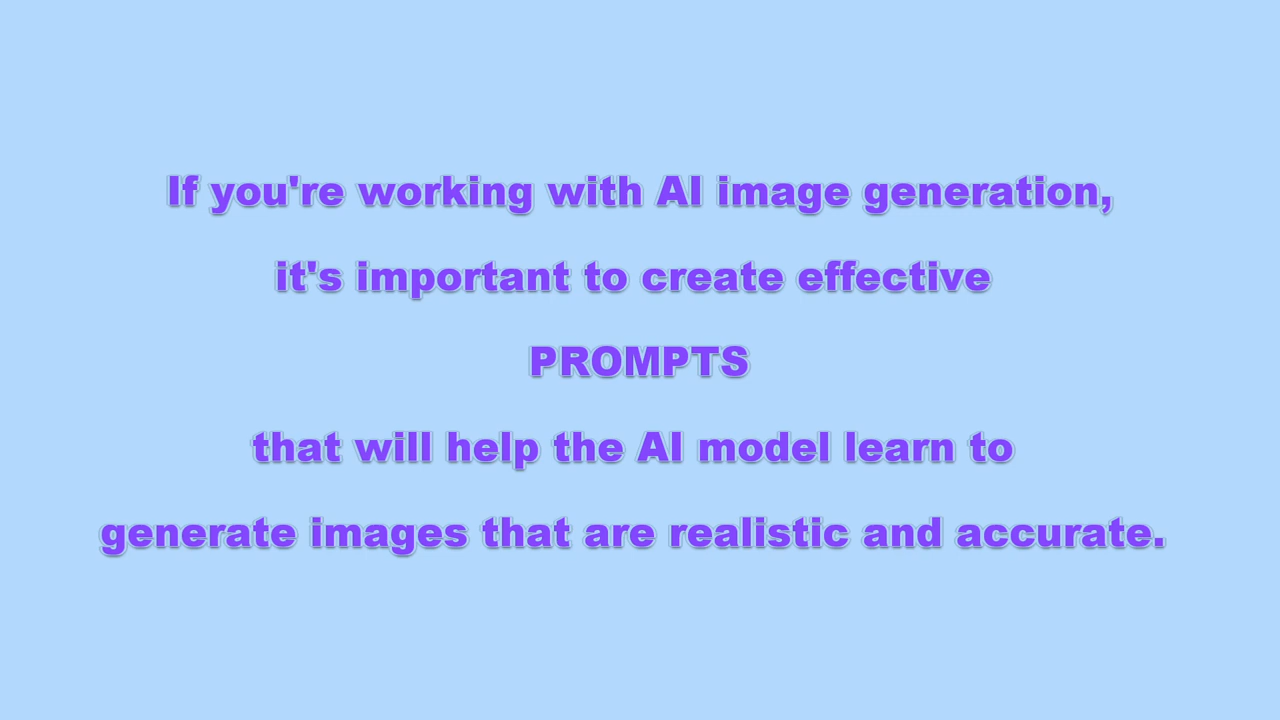 If you're working with AI image generation,
it's important to create effective
PROMPTS
that will help the AI model learn to
generate images that are realistic and accurate.